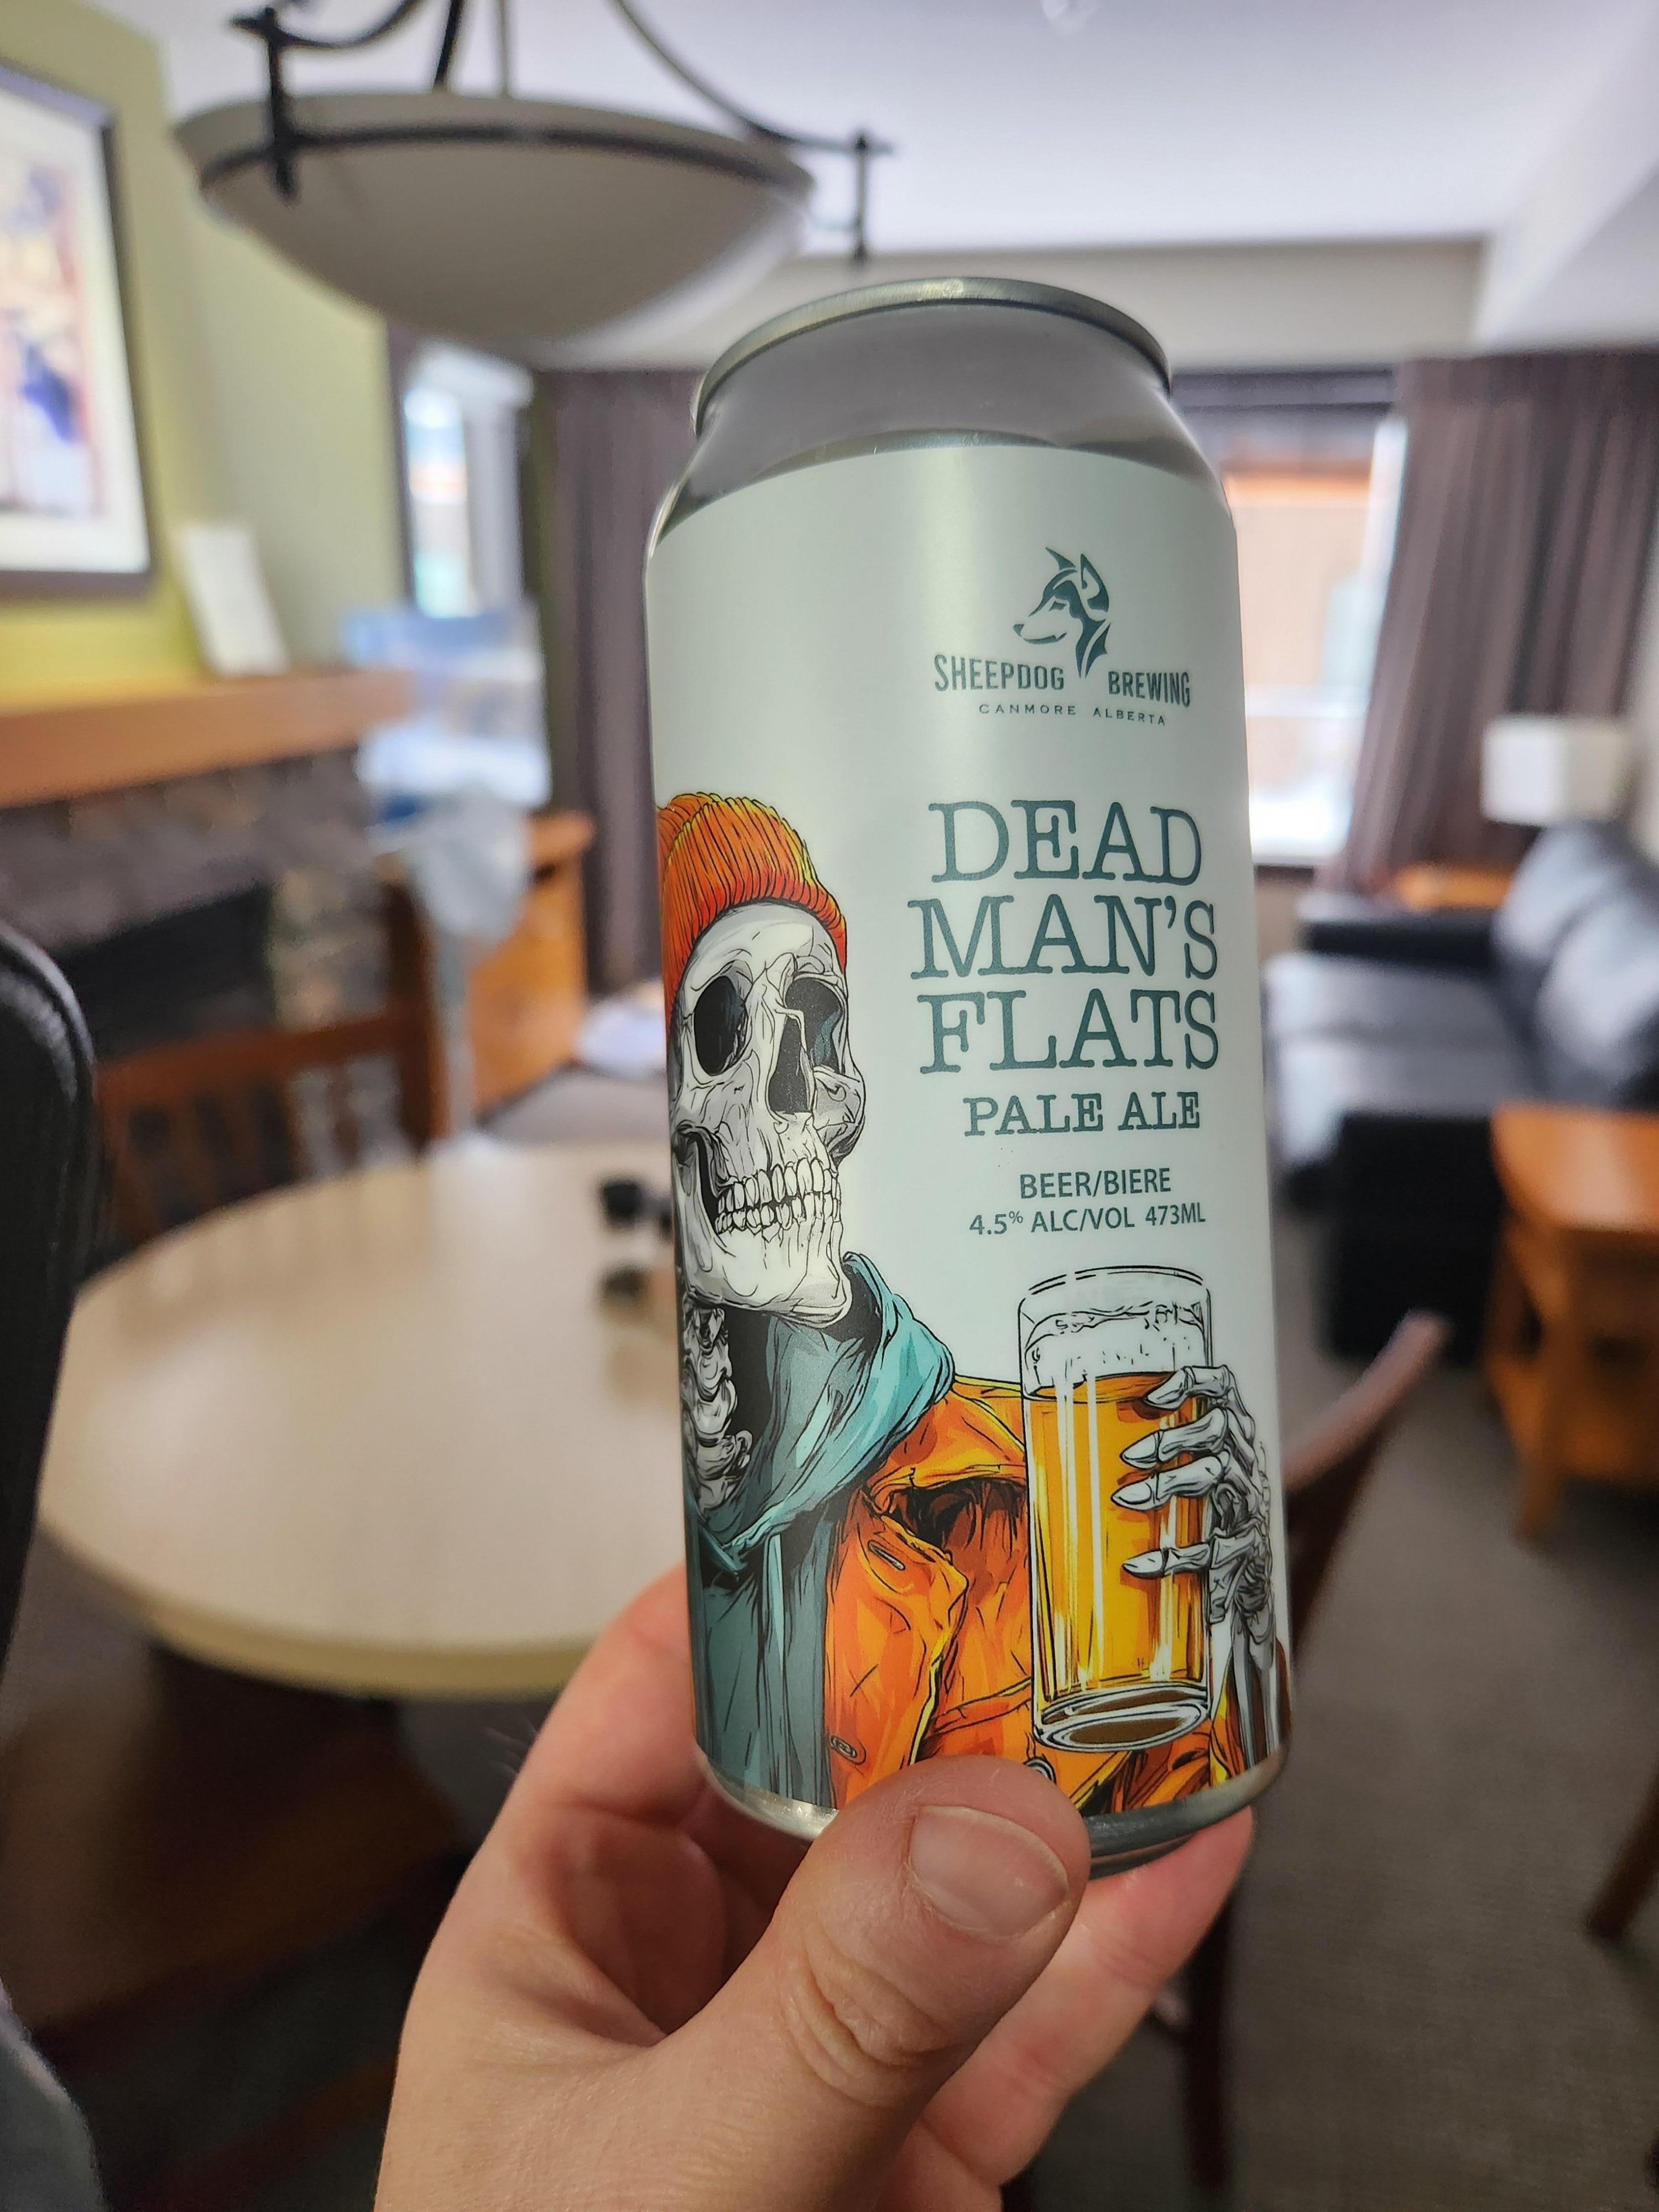 SHEEPDOG BREWING
CANMORE ALBERTA
DEAD
MAN'S
FLATS
PALE ALE
BEER/BIERE
4.5% ALC/VOL 473ML